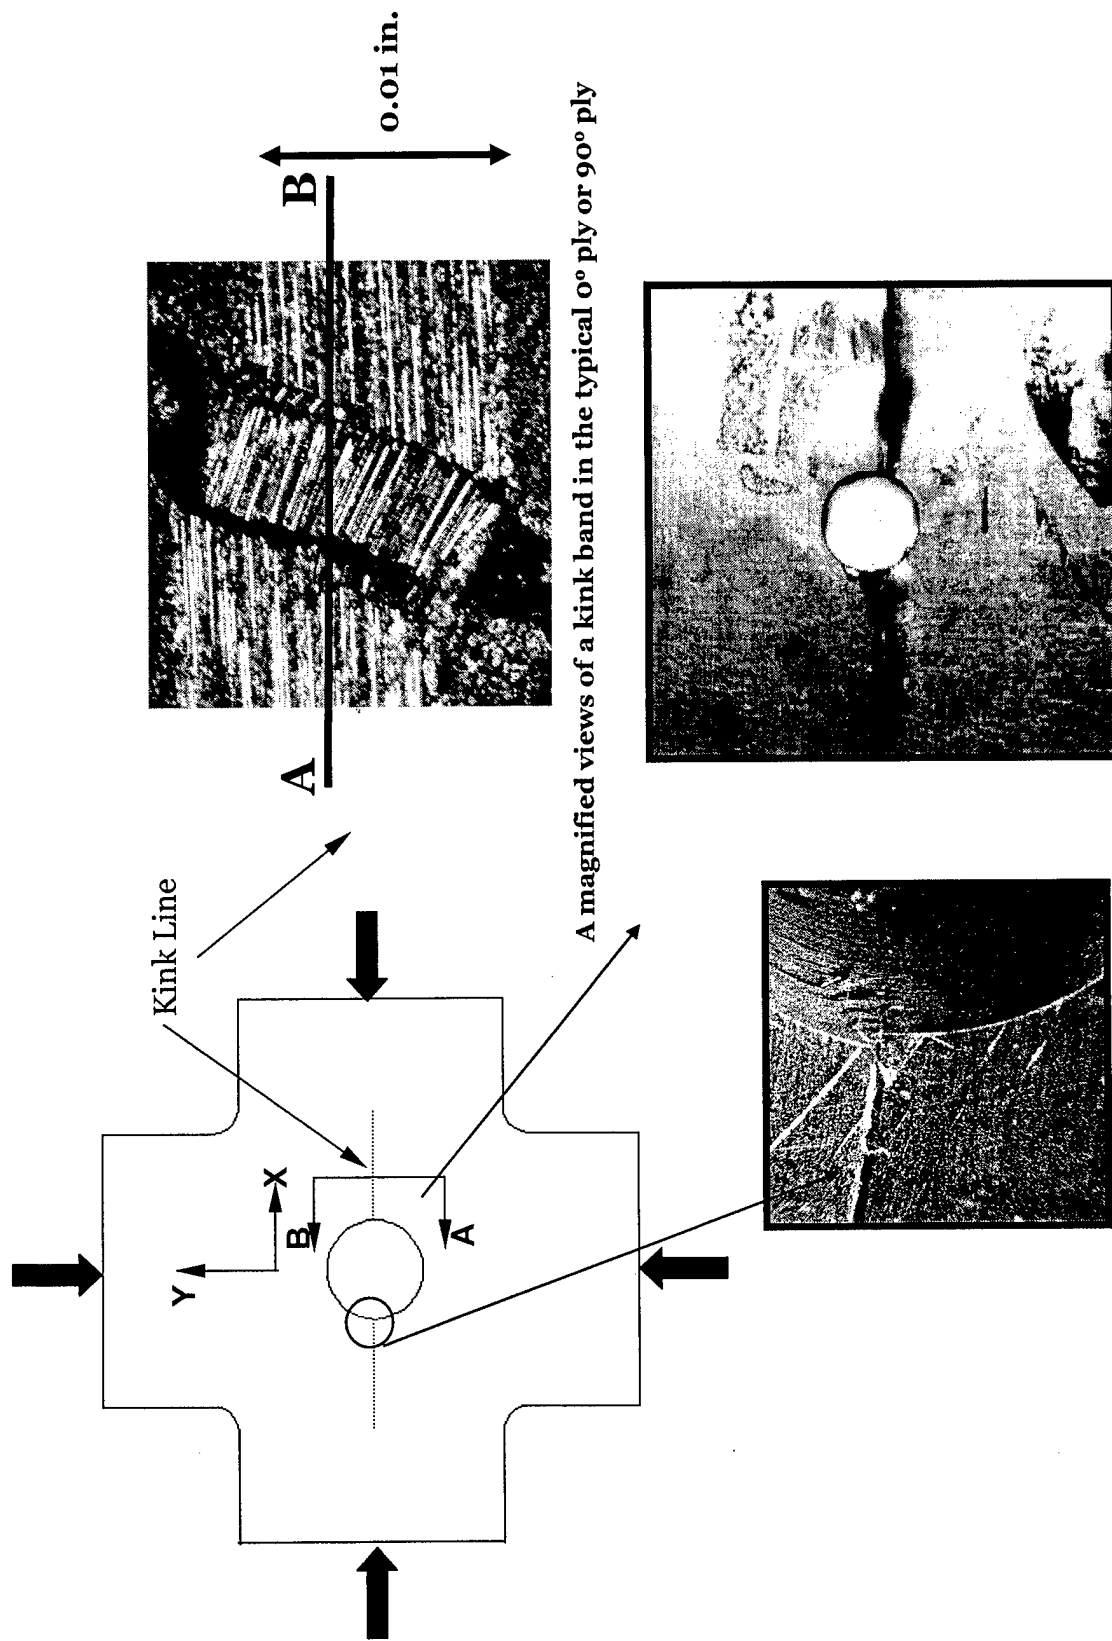 Kink Line
Y
X
B
A
A
B
0.01 in.
A magnified views of a kink band in the typical 0° ply or 90° ply